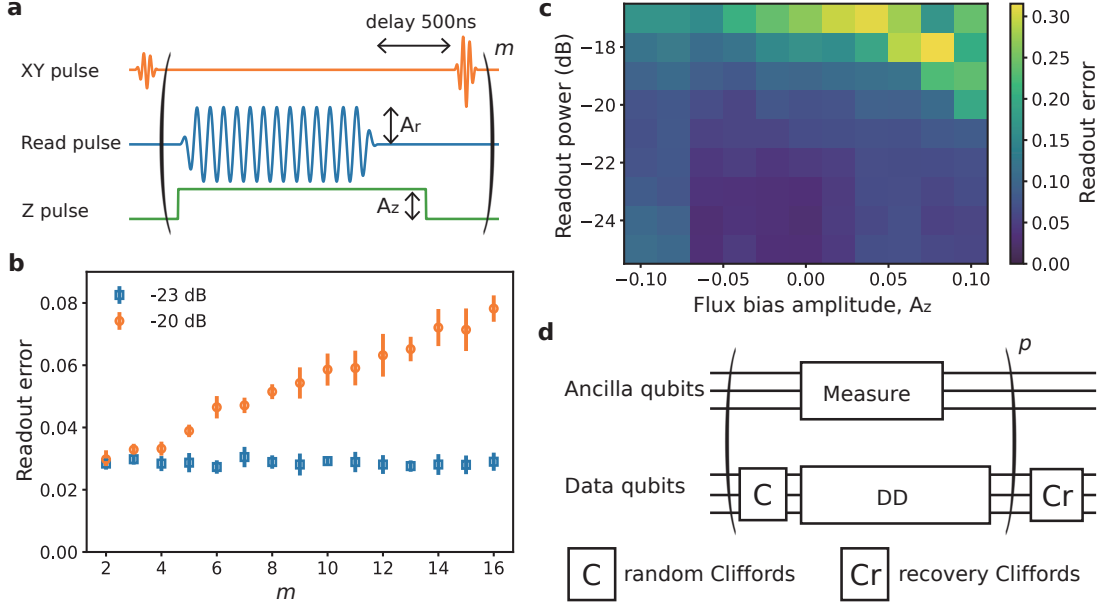 a
delay 500ns
m
XY pulse
Read pulse
Ar
Z pulse
Az
b
0.08
0.06
0.04
0.02
0.00
Readout error
-23 dB
-20 dB
2 4 6 8 10 12 14 16
m
c
Readout power (dB)
-18
-20
-22
-24
-0.10 -0.05 0.00 0.05 0.10
Flux bias amplitude, Az
0.30
0.25
0.20
0.15
0.10
0.05
0.00
Readout error
d
p
Ancilla qubits
Measure
Data qubits
C
DD
Cr
C random Cliffords
Cr recovery Cliffords